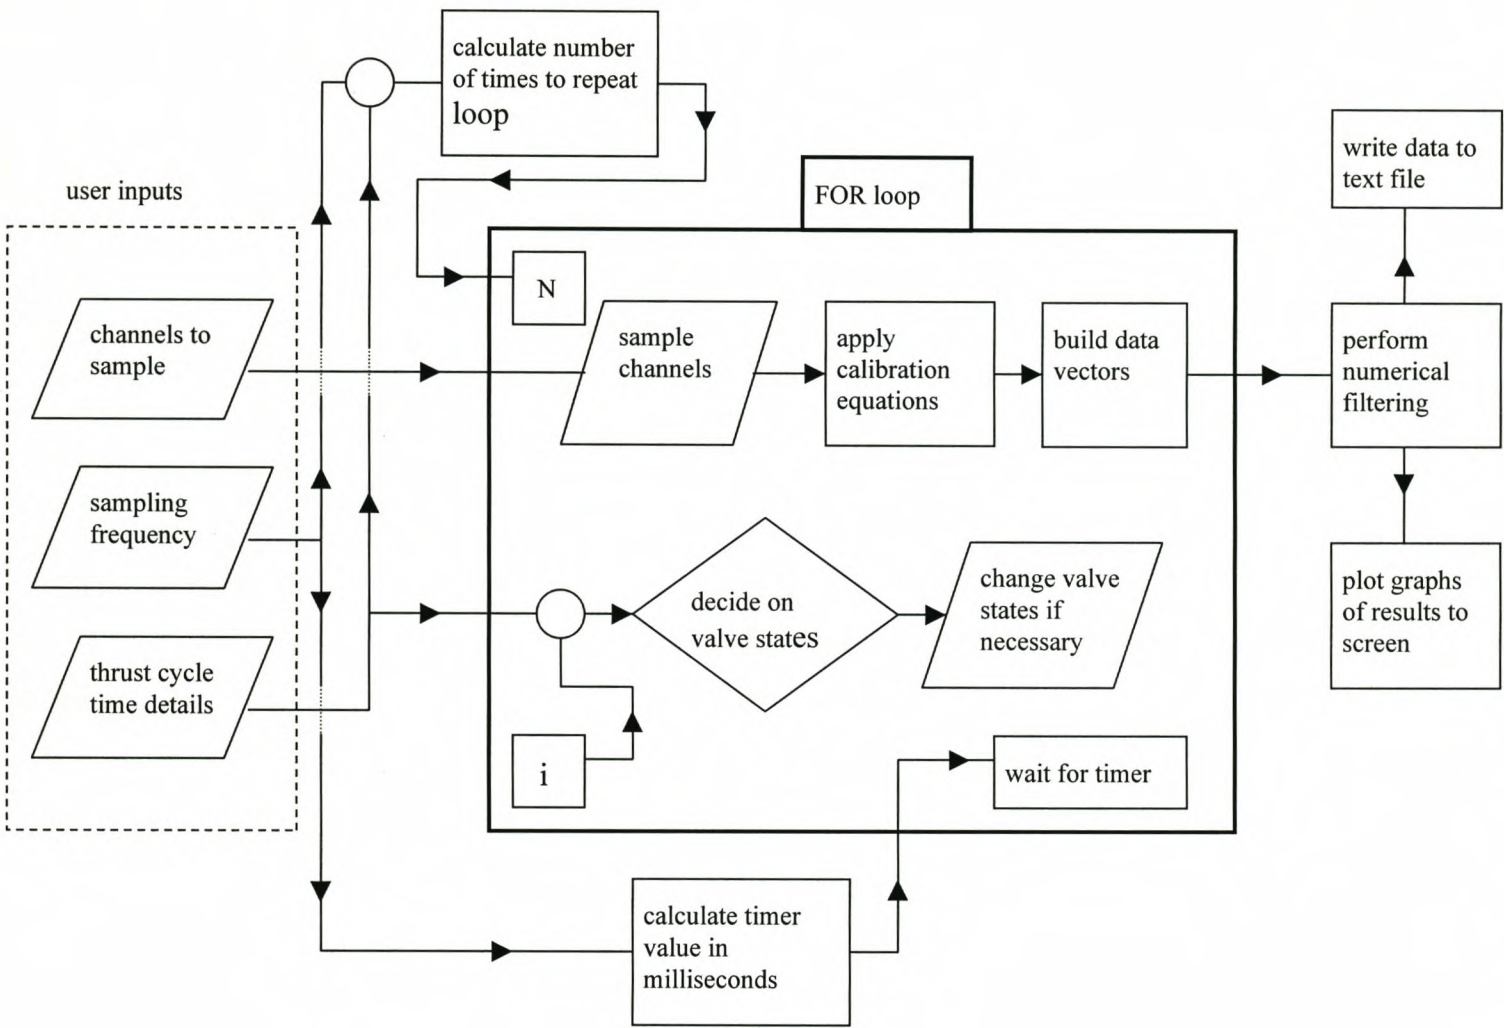 calculate number
of times to repeat
loop
user inputs
FOR loop
write data to
text file
N
channels to
sample
sample
channels
apply
calibration
equations
build data
vectors
perform
numerical
filtering
sampling
frequency
decide on
valve states
change valve
states if
necessary
plot graphs
of results to
screen
thrust cycle
time details
i
wait for timer
calculate timer
value in
milliseconds